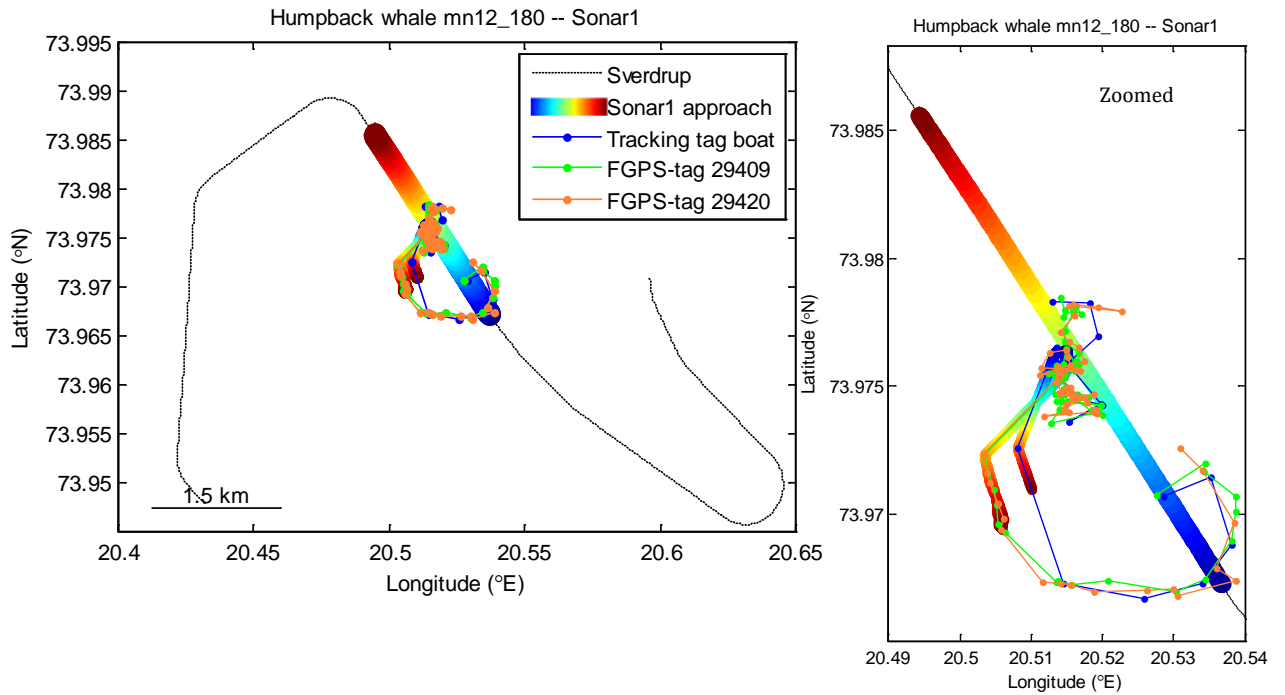 Humpback whale mn12_180 -- Sonar1
73.995
73.99
73.985
73.98
73.975
73.97
73.965
73.96
73.955
73.95
Latitude (°N)
20.4
20.45
20.5
20.55
20.6
20.65
Longitude (°E)
1.5 km
Sverdrup
Sonar1 approach
Tracking tag boat
FGPS-tag 29409
FGPS-tag 29420
Humpback whale mn12_180 -- Sonar1
Zoomed
73.985
73.98
73.975
73.97
Latitude (°N)
20.49
20.5
20.51
20.52
20.53
20.54
Longitude (°E)